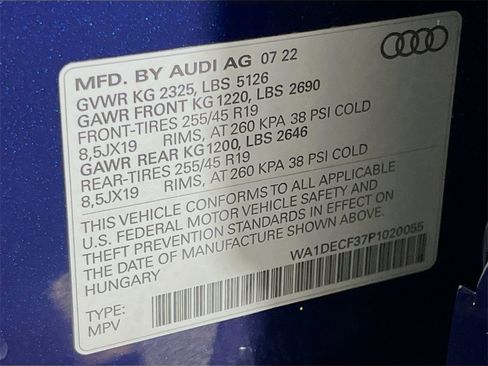 MFD. BY AUDI AG 07 22
GVWR KG 2325, LBS 5126
GAWR FRONT KG 1220, LBS 2690
FRONT-TIRES 255/45 R19
8,5JX19 RIMS, AT 260 KPA 38 PSI COLD
GAWR REAR KG1200, LBS 2646
REAR-TIRES 255/45 R19
8,5JX19 RIMS, AT 260 KPA 38 PSI COLD
THIS VEHICLE CONFORMS TO ALL APPLICABLE
U.S. FEDERAL MOTOR VEHICLE SAFETY AND
THEFT PREVENTION STANDARDS IN EFFECT ON
THE DATE OF MANUFACTURE SHOWN ABOVE.
HUNGARY
WA1DECF37P1020055
TYPE:
MPV